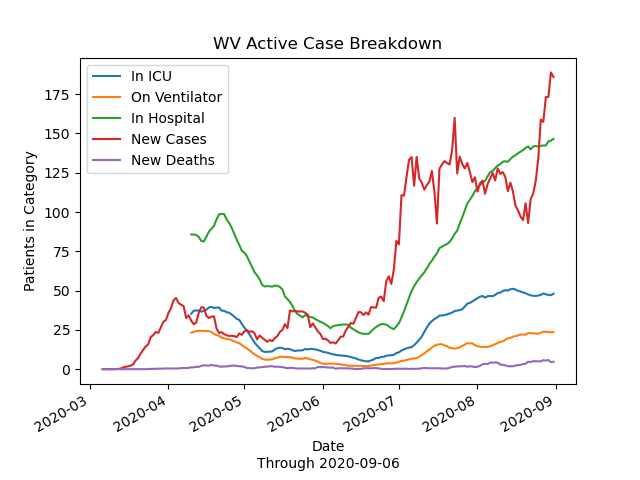 WV Active Case Breakdown
In ICU
On Ventilator
In Hospital
New Cases
New Deaths
Patients in Category
175
150
125
100
75
50
25
0
2020-03
2020-04
2020-05
2020-06
2020-07
2020-08
2020-09
Date
Through 2020-09-06